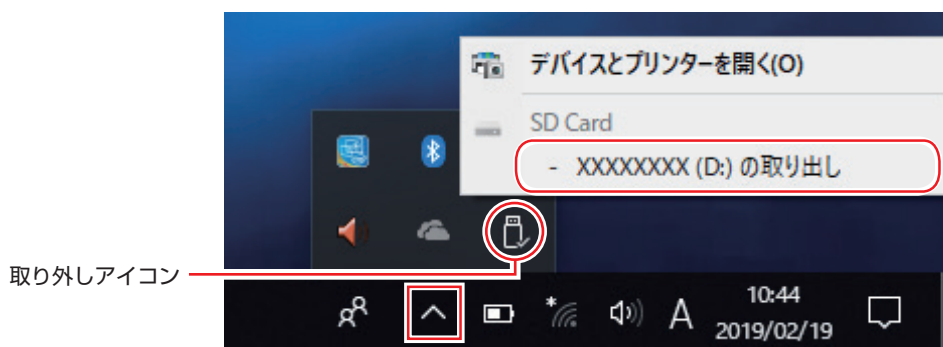 デバイスとプリンターを開く(O)
SD Card
- XXXXXXXX (D:) の取り出し
取り外しアイコン
A
10:44
2019/02/19